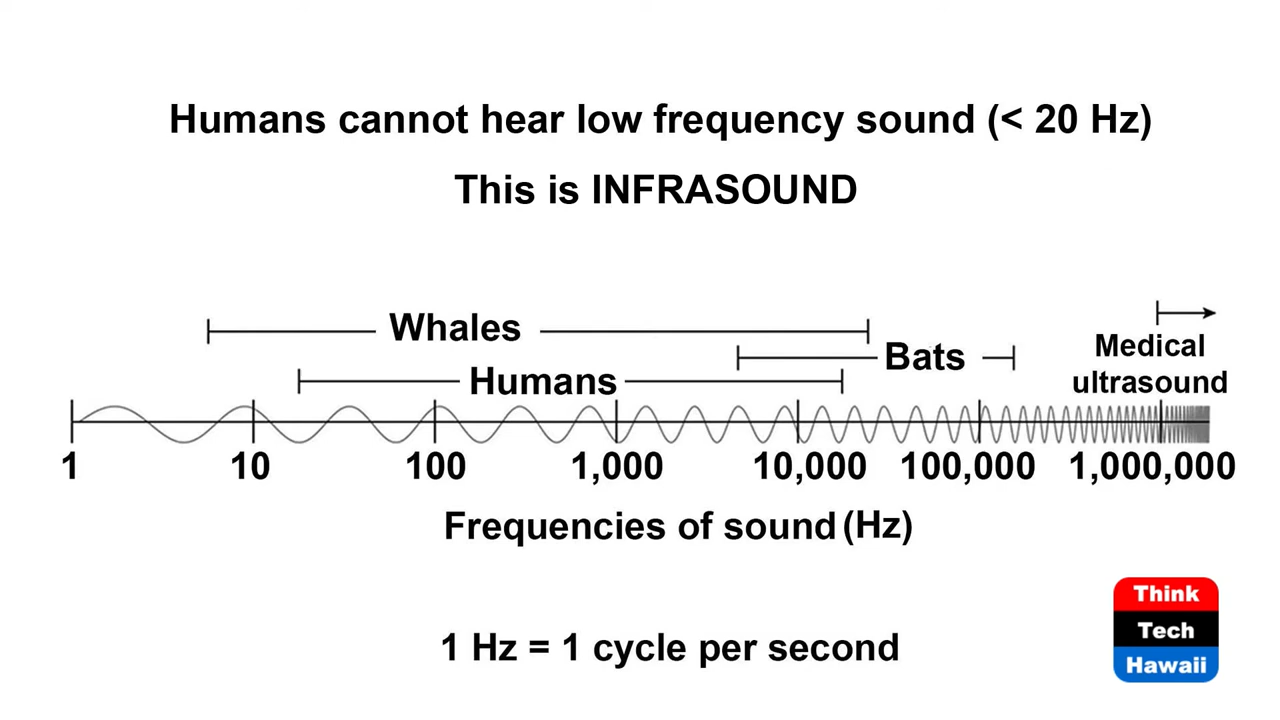 Humans cannot hear low frequency sound (< 20 Hz)
This is INFRASOUND
Whales
Bats
Medical
ultrasound
Humans
1 10 100 1,000 10,000 100,000 1,000,000
Frequencies of sound (Hz)
1 Hz = 1 cycle per second
Think
Tech
Hawaii